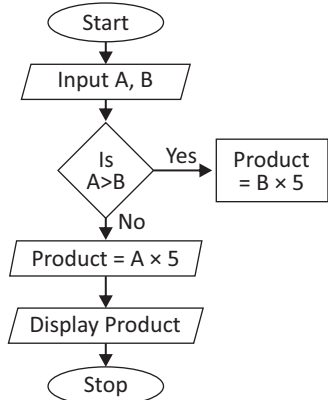 Start
Input A, B
Is
A>B
Yes
Product
= B × 5
No
Product = A × 5
Display Product
Stop